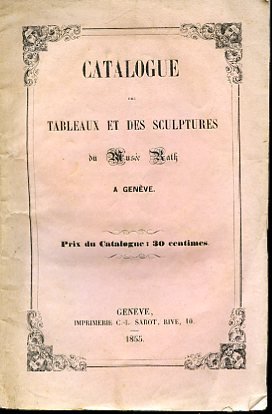 CATALOGUE
DES
TABLEAUX ET DES SCULPTURES
du Musée Rath
A GENÈVE.
Prix du Catalogue : 30 centimes.
GENÈVE,
IMPRIMERIE C.-L. SABOT, RIVE, 10.
1855.